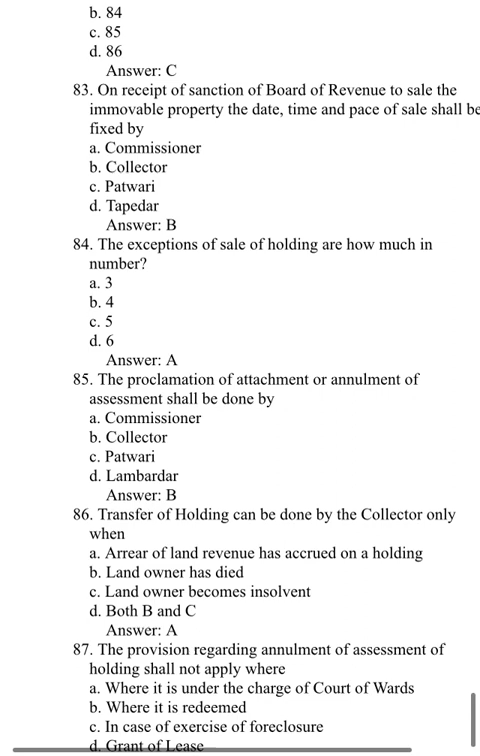 b. 84
c. 85
d. 86
Answer: C
83. On receipt of sanction of Board of Revenue to sale the
immovable property the date, time and pace of sale shall be
fixed by
a. Commissioner
b. Collector
c. Patwari
d. Tapedar
Answer: B
84. The exceptions of sale of holding are how much in
number?
a. 3
b. 4
c. 5
d. 6
Answer: A
85. The proclamation of attachment or annulment of
assessment shall be done by
a. Commissioner
b. Collector
c. Patwari
d. Lambardar
Answer: B
86. Transfer of Holding can be done by the Collector only
when
a. Arrear of land revenue has accrued on a holding
b. Land owner has died
c. Land owner becomes insolvent
d. Both B and C
Answer: A
87. The provision regarding annulment of assessment of
holding shall not apply where
a. Where it is under the charge of Court of Wards
b. Where it is redeemed
c. In case of exercise of foreclosure
d. Grant of Lease